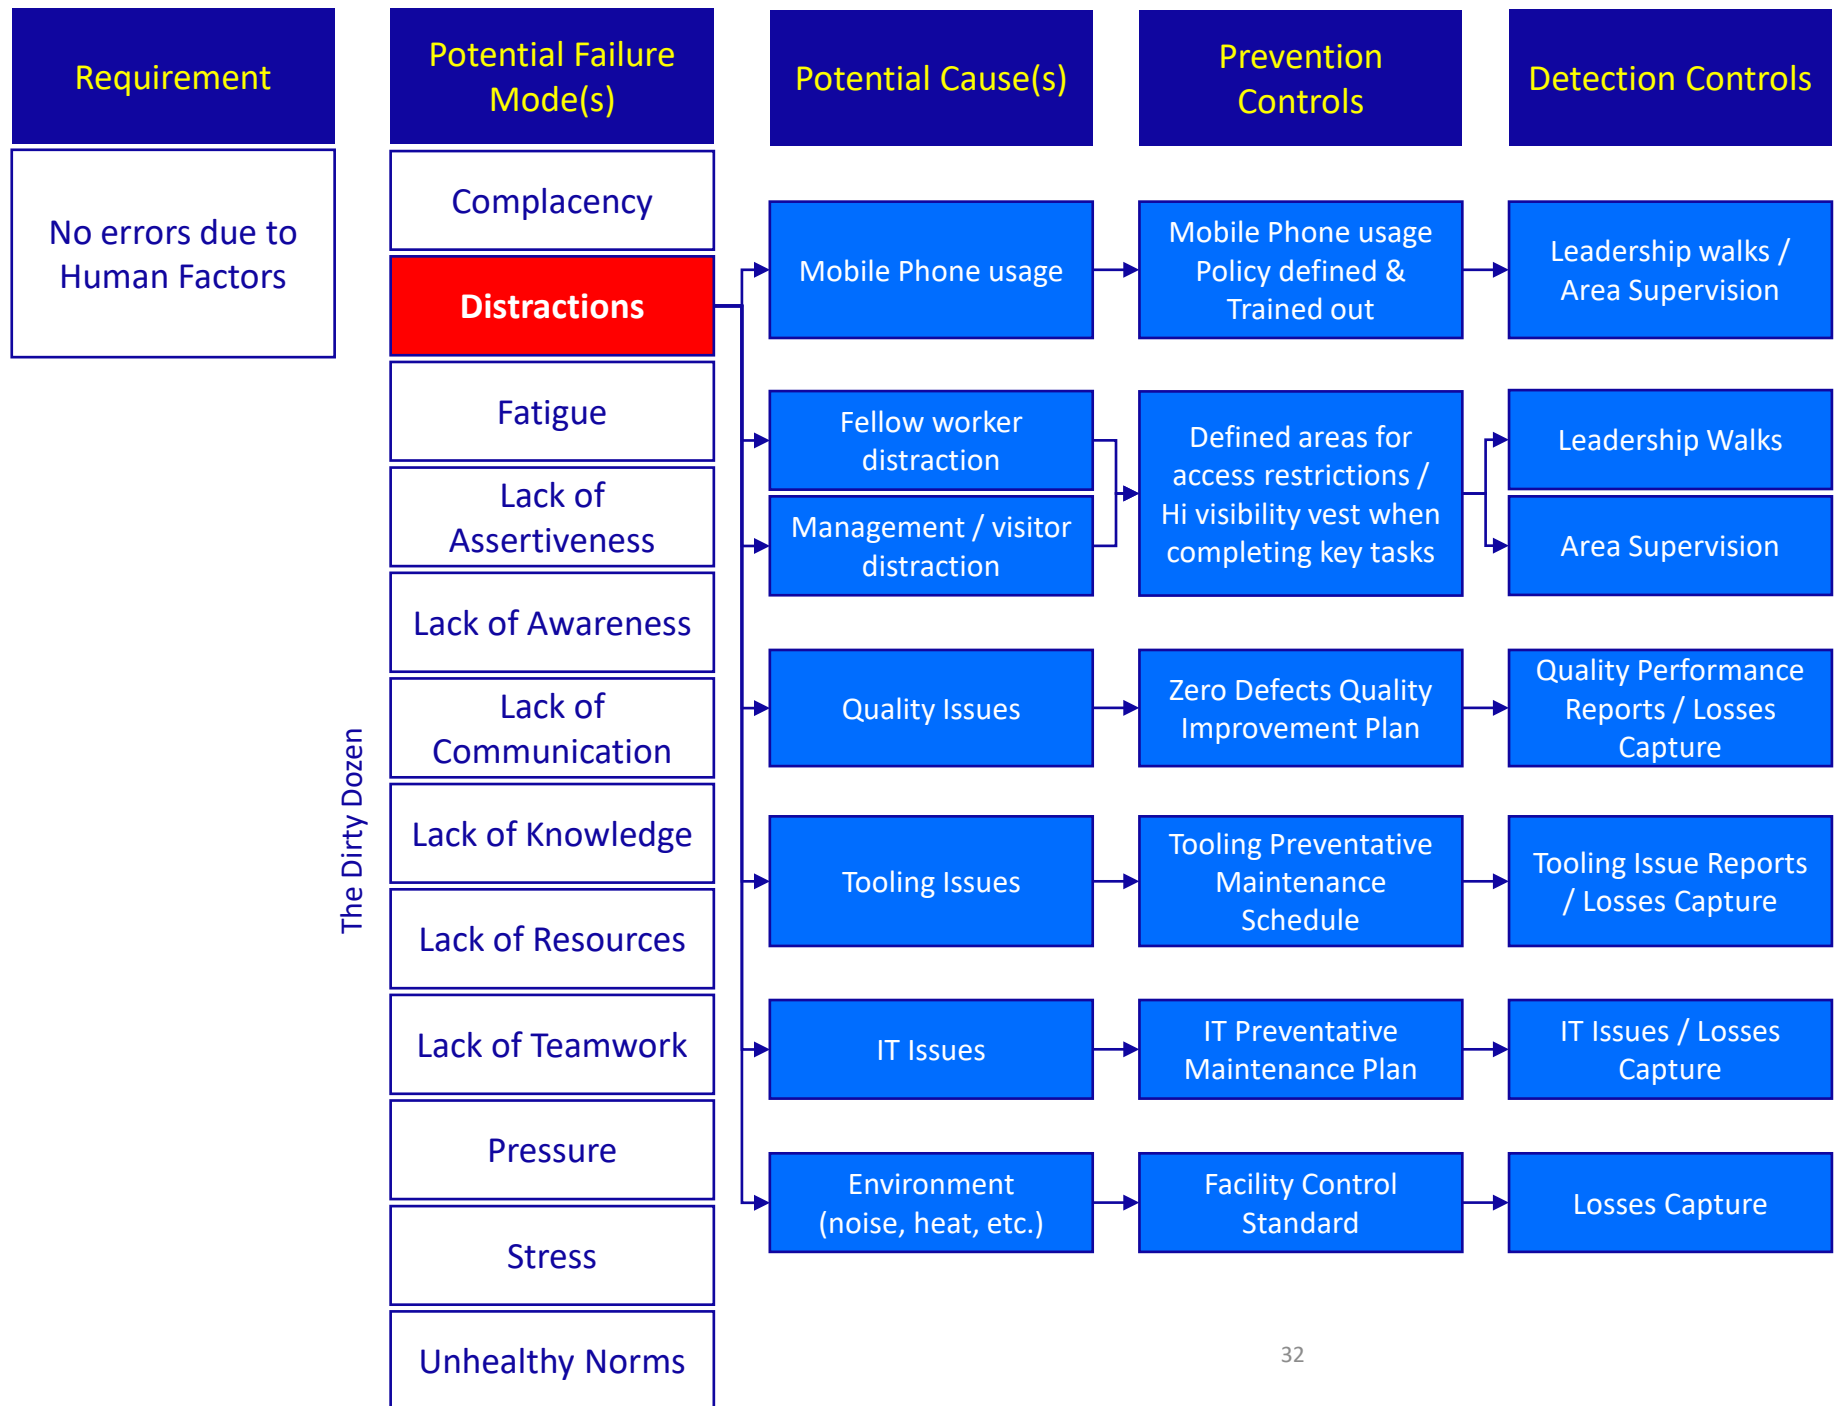 Requirement
Potential Failure
Mode(s)
Potential Cause(s)
Prevention
Controls
Detection Controls
No errors due to
Human Factors
The Dirty Dozen
Complacency
Distractions
Fatigue
Lack of
Assertiveness
Lack of Awareness
Lack of
Communication
Lack of Knowledge
Lack of Resources
Lack of Teamwork
Pressure
Stress
Unhealthy Norms
Mobile Phone usage
Mobile Phone usage
Policy defined &
Trained out
Leadership walks /
Area Supervision
Fellow worker
distraction
Management / visitor
distraction
Defined areas for
access restrictions /
Hi visibility vest when
completing key tasks
Leadership Walks
Area Supervision
Quality Issues
Zero Defects Quality
Improvement Plan
Quality Performance
Reports / Losses
Capture
Tooling Issues
Tooling Preventative
Maintenance
Schedule
Tooling Issue Reports
/ Losses Capture
IT Issues
IT Preventative
Maintenance Plan
IT Issues / Losses
Capture
Environment
(noise, heat, etc.)
Facility Control
Standard
Losses Capture
32